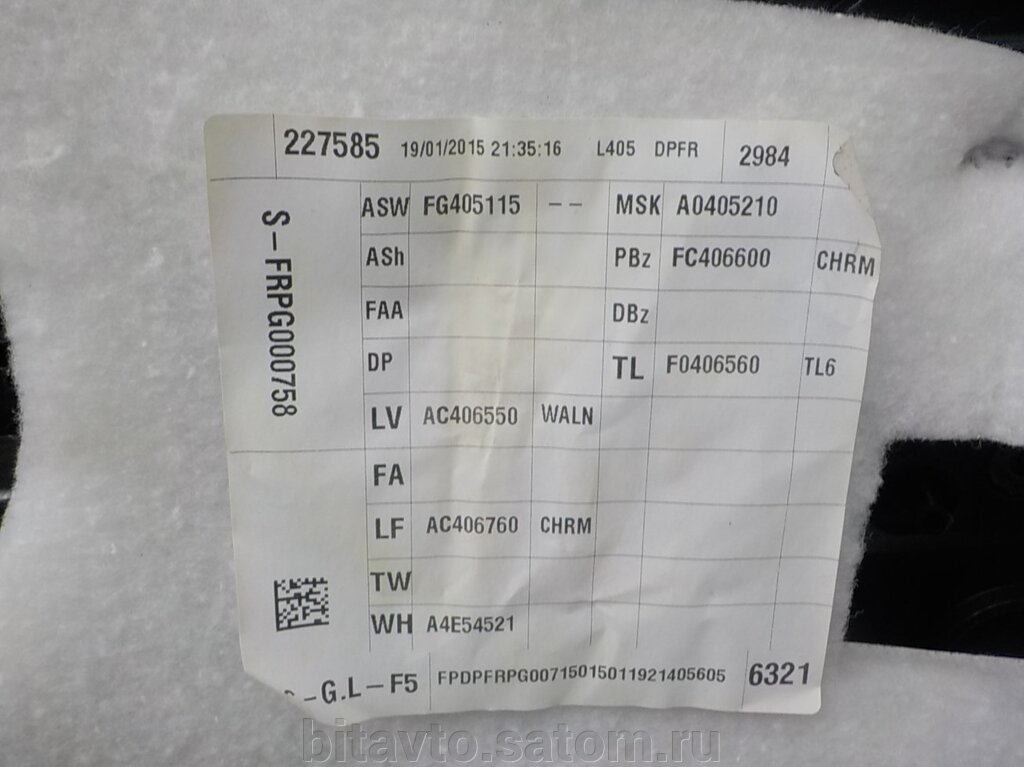 227585 19/01/2015 21:35:16 L405 DPFR 2984
S-FRPG000758
ASW FG405115 -- MSK A0405210
ASh PBz FC406600 CHRM
FAA DBz
DP TL F0406560 TL6
LV AC406550 WALN
FA
LF AC406760 CHRM
TW
WH A4E54521
-G.L-F5 FPDPFRPG00715015011921405605 6321
bitavto.satom.ru